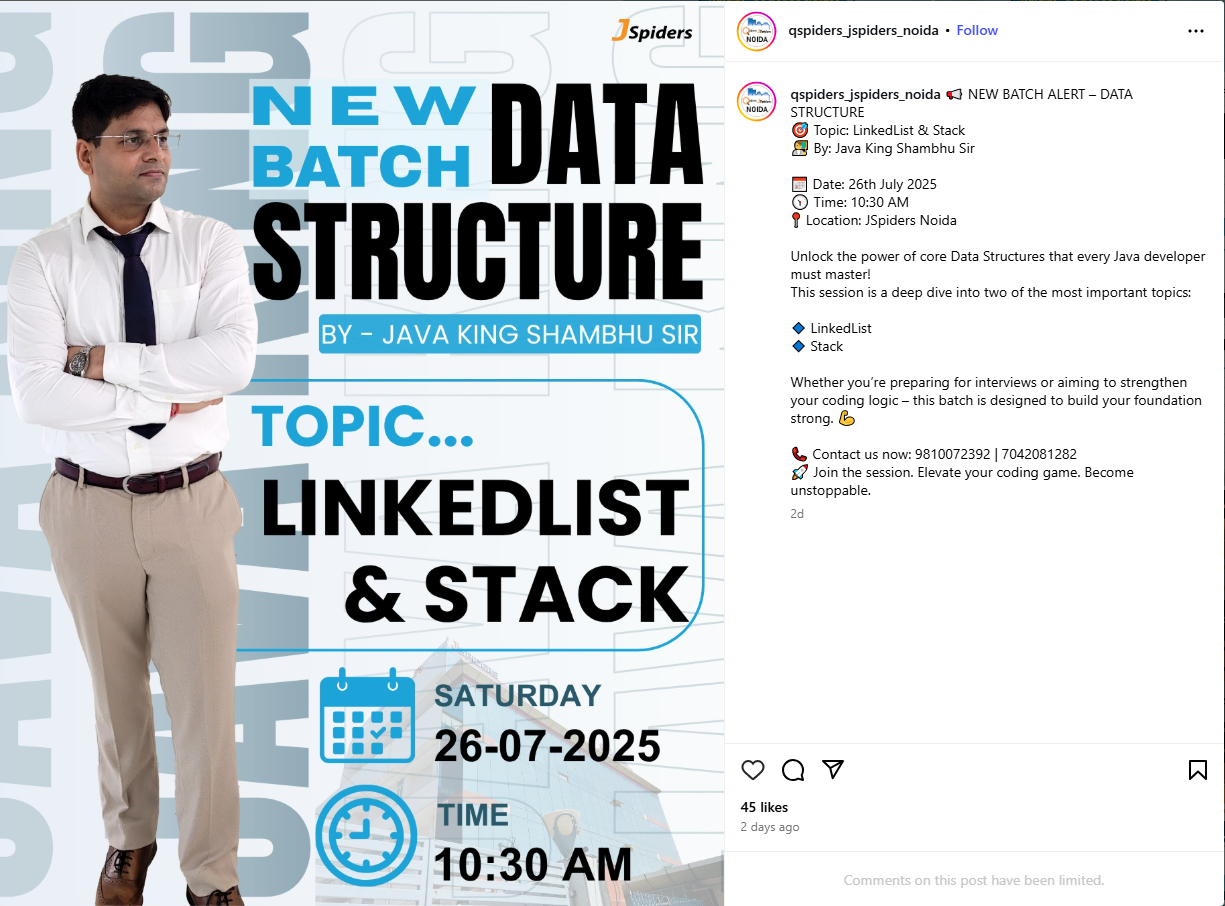 JSpiders
NEW
BATCH
DATA
STRUCTURE
BY - JAVA KING SHAMBHU SIR
TOPIC...
LINKEDLIST
& STACK
SATURDAY
26-07-2025
TIME
10:30 AM
NOIDA
qspiders_jspiders_noida • Follow
NOIDA
qspiders_jspiders_noida 📢 NEW BATCH ALERT – DATA
STRUCTURE
🎯 Topic: LinkedList & Stack
👨‍🏫 By: Java King Shambhu Sir
📅 Date: 26th July 2025
🕥 Time: 10:30 AM
📍 Location: JSpiders Noida
Unlock the power of core Data Structures that every Java developer
must master!
This session is a deep dive into two of the most important topics:
🔹 LinkedList
🔹 Stack
Whether you’re preparing for interviews or aiming to strengthen
your coding logic – this batch is designed to build your foundation
strong. 💪
📞 Contact us now: 9810072392 | 7042081282
🚀 Join the session. Elevate your coding game. Become
unstoppable.
2d
45 likes
2 days ago
Comments on this post have been limited.